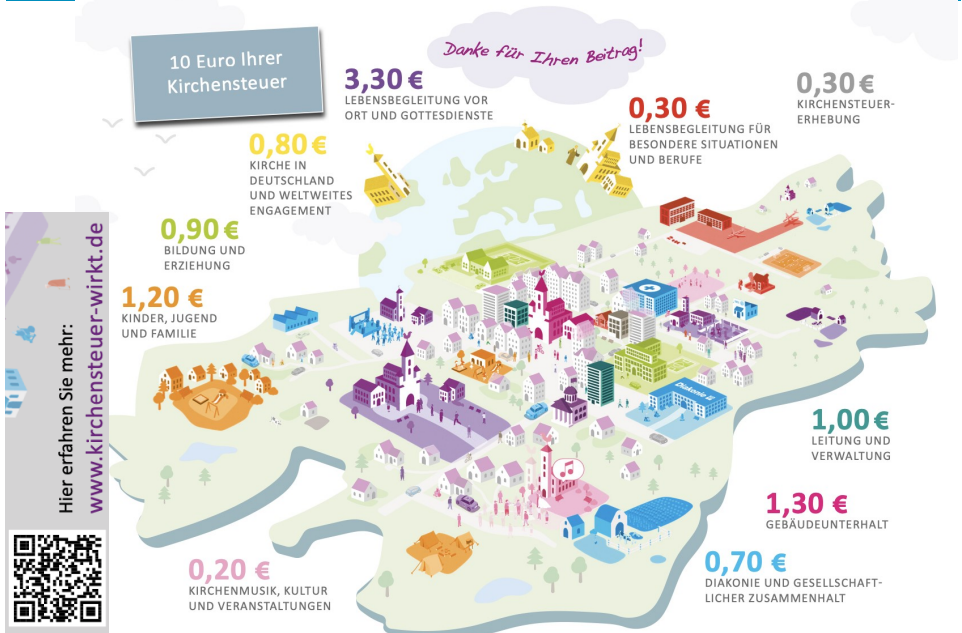 10 Euro Ihrer
Kirchensteuer
Danke für Ihren Beitrag!
3,30 €
LEBENSBEGLEITUNG VOR
ORT UND GOTTESDIENSTE
0,30 €
KIRCHENSTEUER-
ERHEBUNG
0,30 €
LEBENSBEGLEITUNG FÜR
BESONDERE SITUATIONEN
UND BERUFE
0,80 €
KIRCHE IN
DEUTSCHLAND
UND WELTWEITES
ENGAGEMENT
0,90 €
BILDUNG UND
ERZIEHUNG
1,20 €
KINDER, JUGEND
UND FAMILIE
Hier erfahren Sie mehr:
www.kirchensteuer-wirkt.de
Diakonie
1,00 €
LEITUNG UND
VERWALTUNG
1,30 €
GEBÄUDEUNTERHALT
0,70 €
DIAKONIE UND GESELLSCHAFT-
LICHER ZUSAMMENHALT
0,20 €
KIRCHENMUSIK, KULTUR
UND VERANSTALTUNGEN